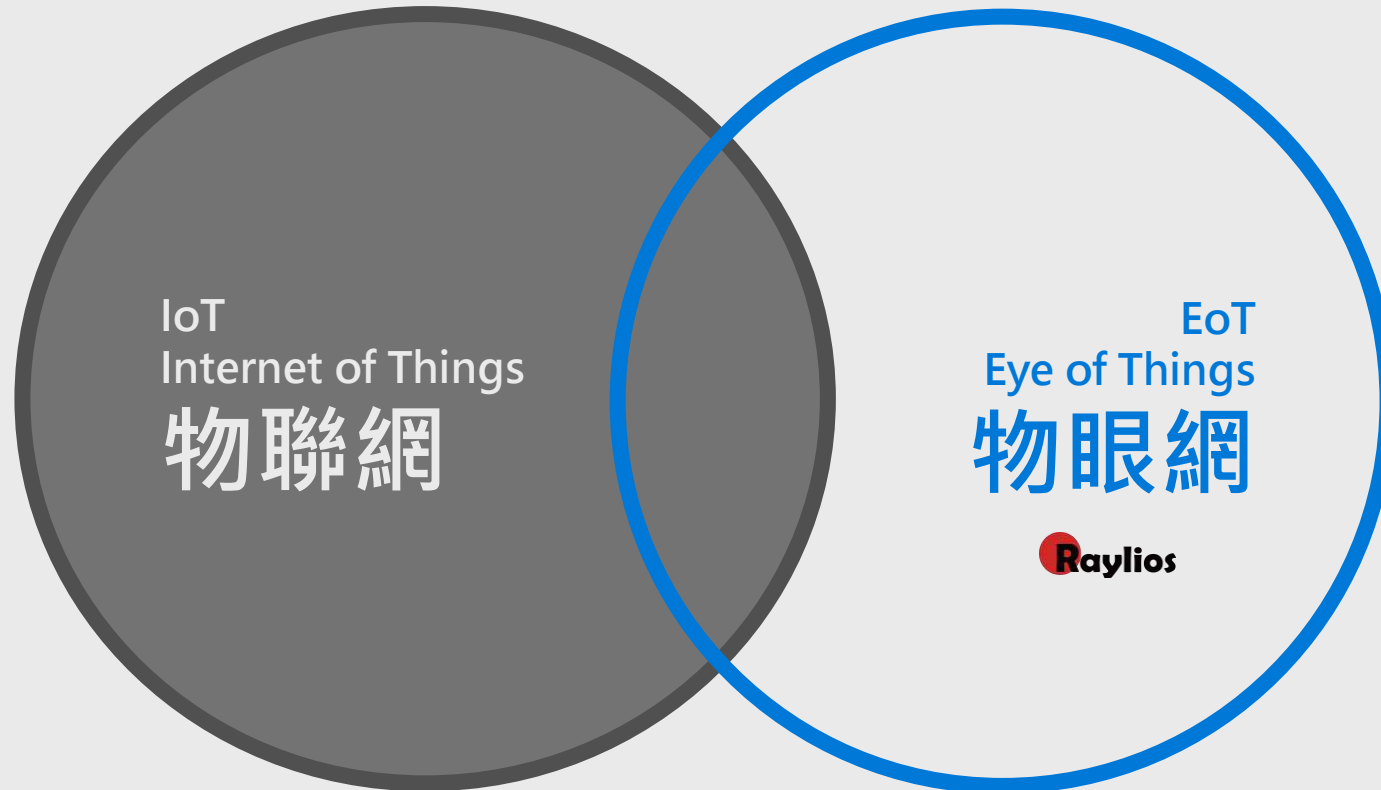 IoT
Internet of Things
物聯網
EoT
Eye of Things
物眼網
Raylios